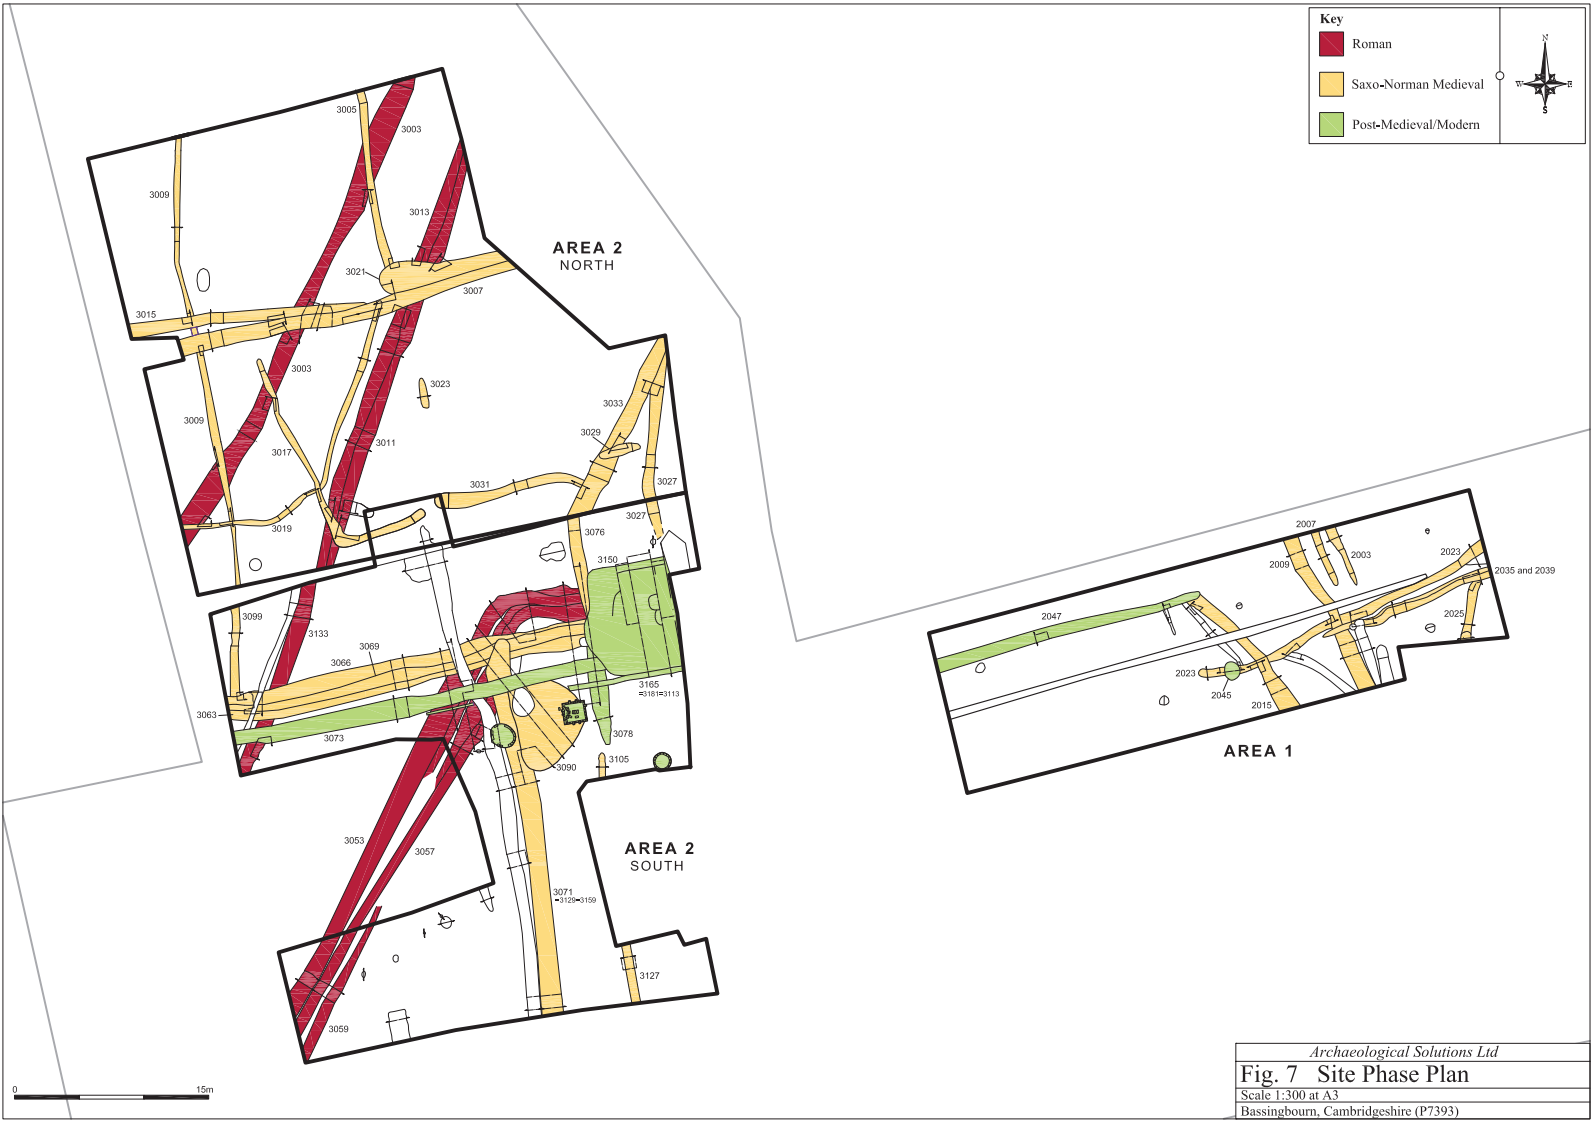 Key
Roman
Saxo-Norman Medieval
Post-Medieval/Modern
N
W
E
S
3005
3003
3009
3013
AREA 2
NORTH
3021
3007
3015
3003
3023
3033
3009
3029
3011
3017
3031
3027
3019
3027
3076
3150
3099
3133
3069
3066
3165
=3181=3113
3063
3073
3078
3090
3105
3053
3057
AREA 2
SOUTH
3071
=3129=3159
3127
3059
2007
2009
2003
2023
2035 and 2039
2047
2025
2023
2045
2015
AREA 1
0
15m
Archaeological Solutions Ltd
Fig. 7 Site Phase Plan
Scale 1:300 at A3
Bassingbourn, Cambridgeshire (P7393)